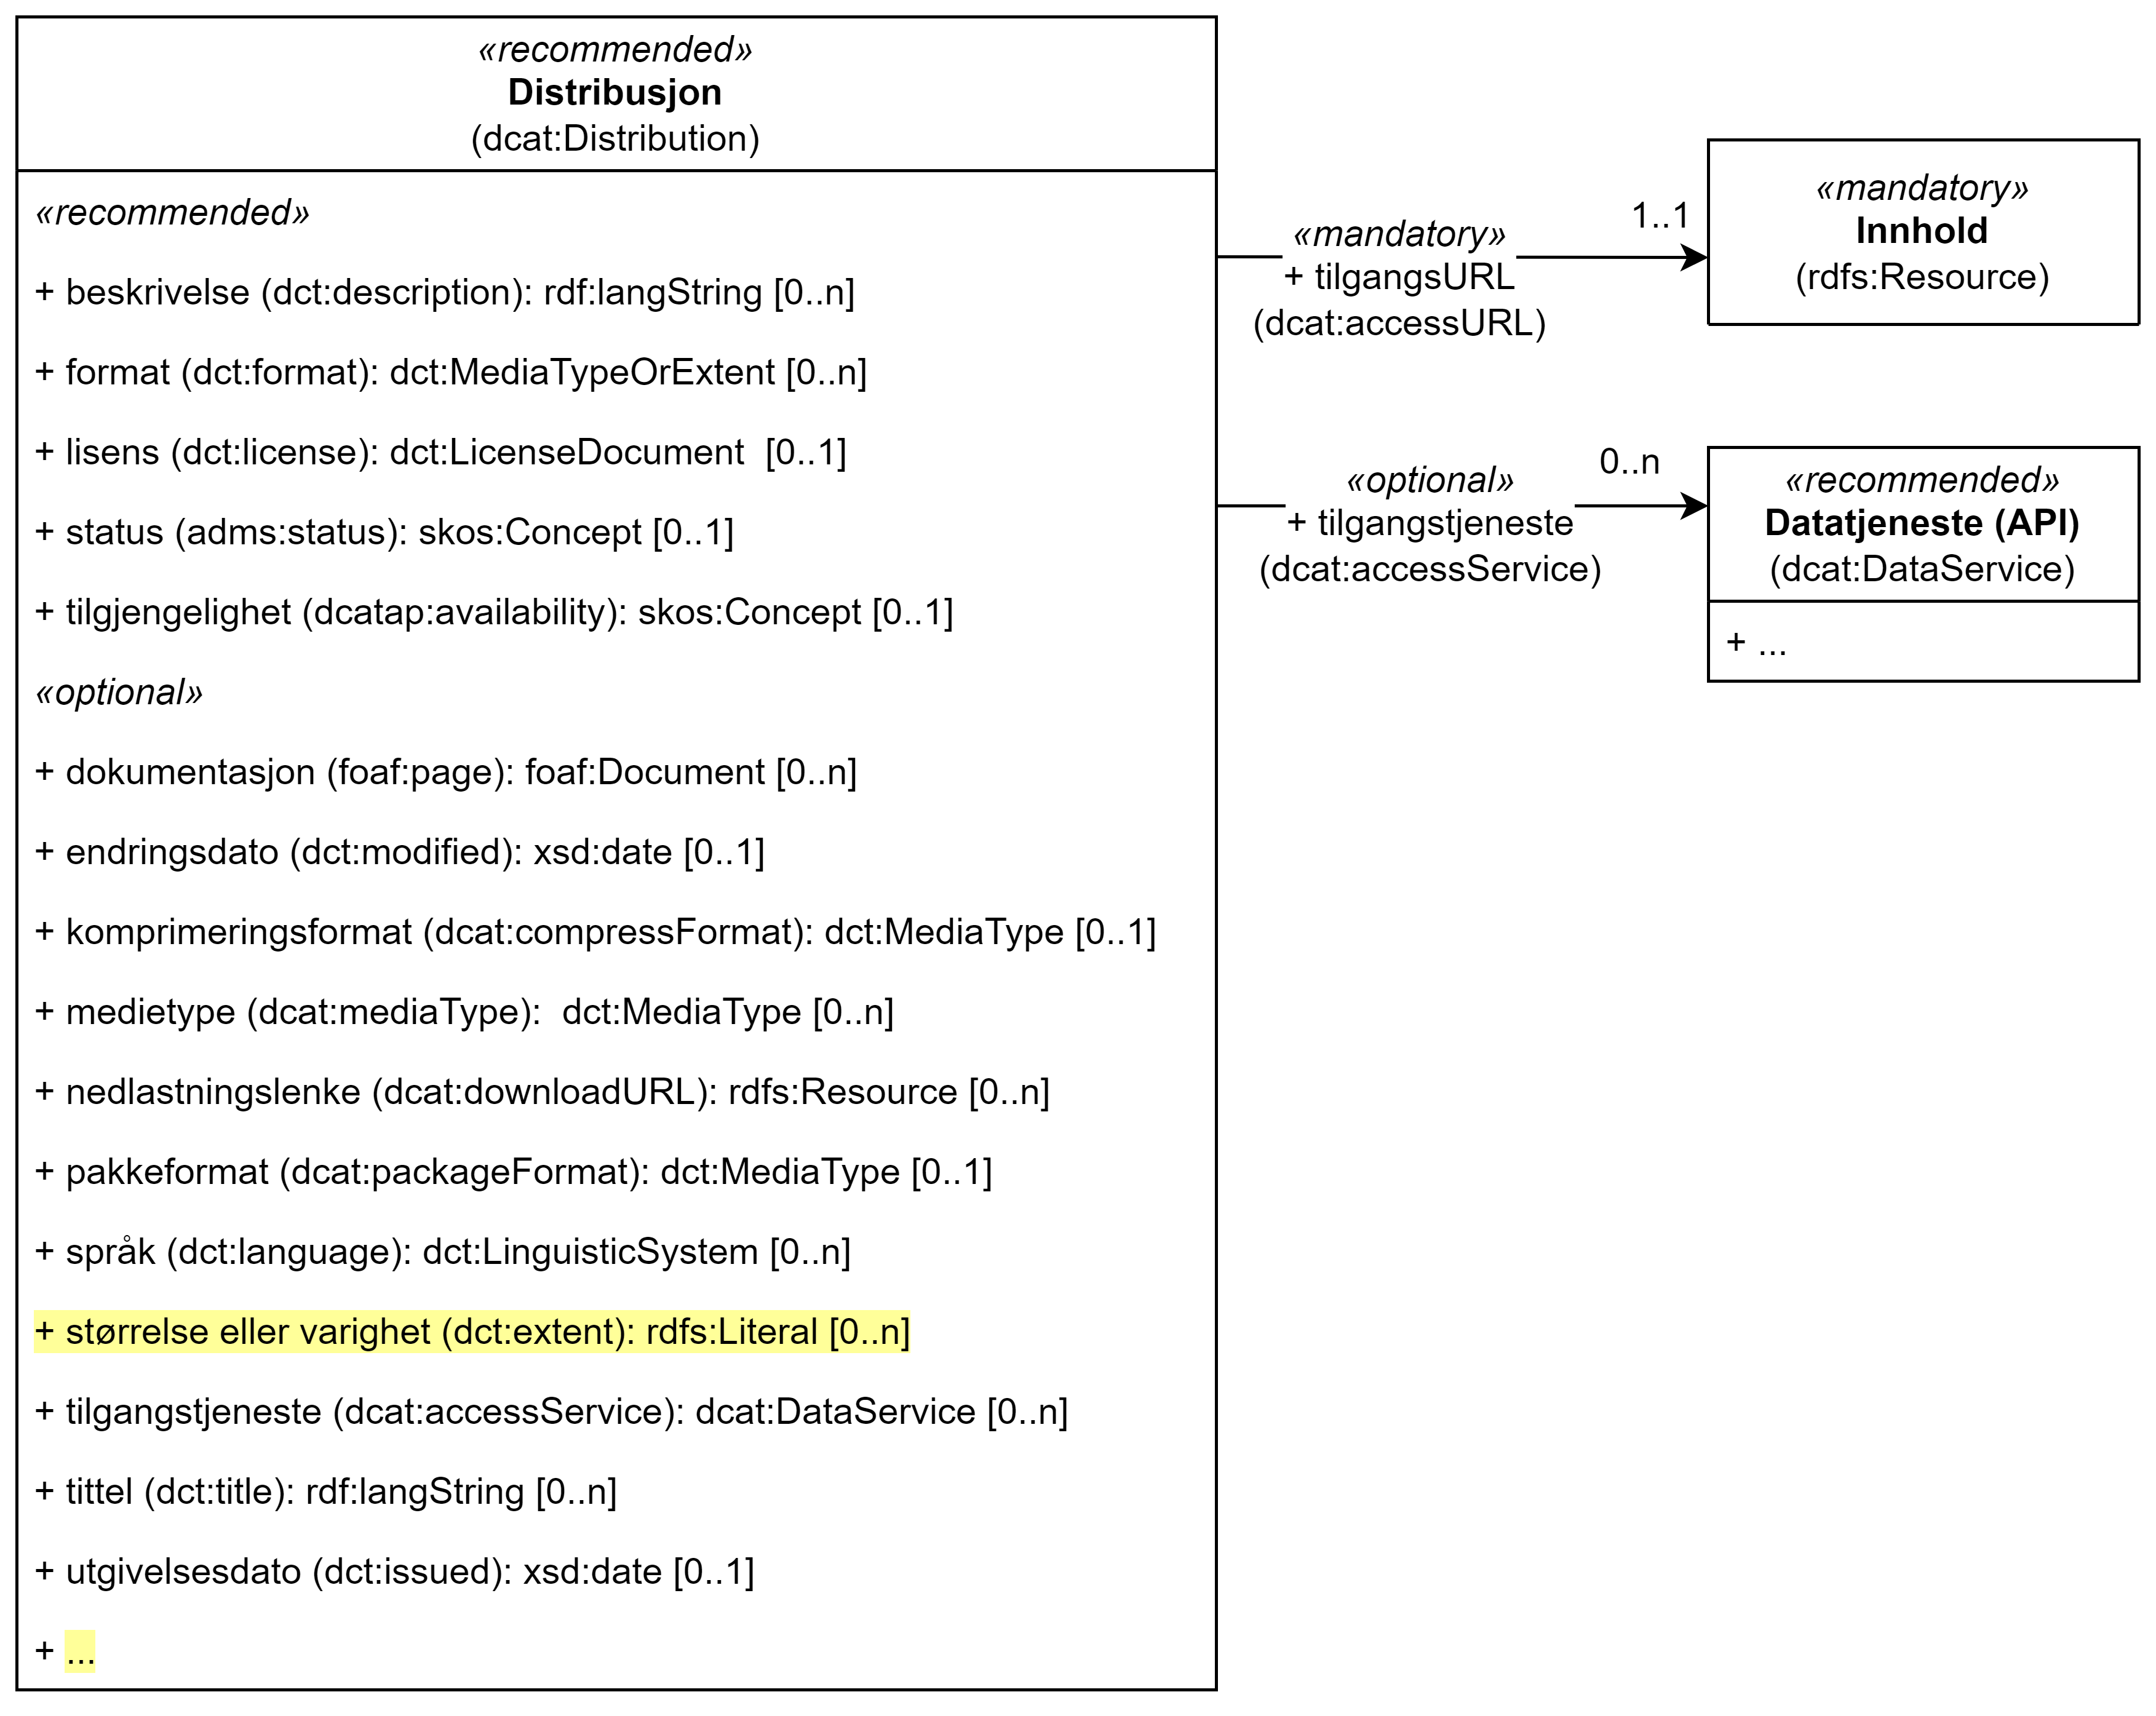 «recommended»
Distribusjon
(dcat:Distribution)
«recommended»
+ beskrivelse (dct:description): rdf:langString [0..n]
+ format (dct:format): dct:MediaTypeOrExtent [0..n]
+ lisens (dct:license): dct:LicenseDocument  [0..1]
+ status (adms:status): skos:Concept [0..1]
+ tilgjengelighet (dcatap:availability): skos:Concept [0..1]
«optional»
+ dokumentasjon (foaf:page): foaf:Document [0..n]
+ endringsdato (dct:modified): xsd:date [0..1]
+ komprimeringsformat (dcat:compressFormat): dct:MediaType [0..1]
+ medietype (dcat:mediaType):  dct:MediaType [0..n]
+ nedlastningslenke (dcat:downloadURL): rdfs:Resource [0..n]
+ pakkeformat (dcat:packageFormat): dct:MediaType [0..1]
+ språk (dct:language): dct:LinguisticSystem [0..n]
+ størrelse eller varighet (dct:extent): rdfs:Literal [0..n]
+ tilgangstjeneste (dcat:accessService): dcat:DataService [0..n]
+ tittel (dct:title): rdf:langString [0..n]
+ utgivelsesdato (dct:issued): xsd:date [0..1]
+ ...
«mandatory»
+ tilgangsURL
(dcat:accessURL)
1..1
«mandatory»
Innhold
(rdfs:Resource)
«optional»
+ tilgangstjeneste
(dcat:accessService)
0..n
«recommended»
Datatjeneste (API)
(dcat:DataService)
+ ...